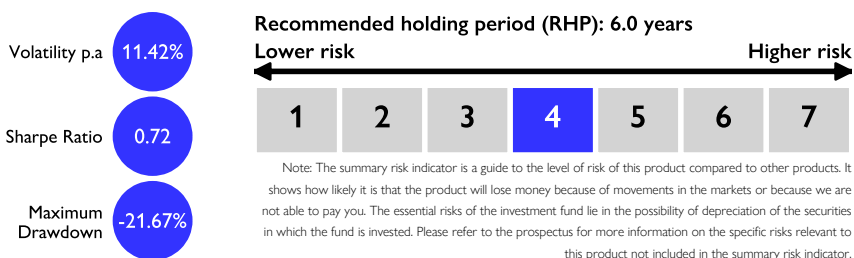 Volatility p.a
11.42%
Sharpe Ratio
0.72
Maximum
Drawdown
-21.67%
Recommended holding period (RHP): 6.0 years
Lower risk
Higher risk
1
2
3
4
5
6
7
Note: The summary risk indicator is a guide to the level of risk of this product compared to other products. It
shows how likely it is that the product will lose money because of movements in the markets or because we are
not able to pay you. The essential risks of the investment fund lie in the possibility of depreciation of the securities
in which the fund is invested. Please refer to the prospectus for more information on the specific risks relevant to
this product not included in the summary risk indicator.